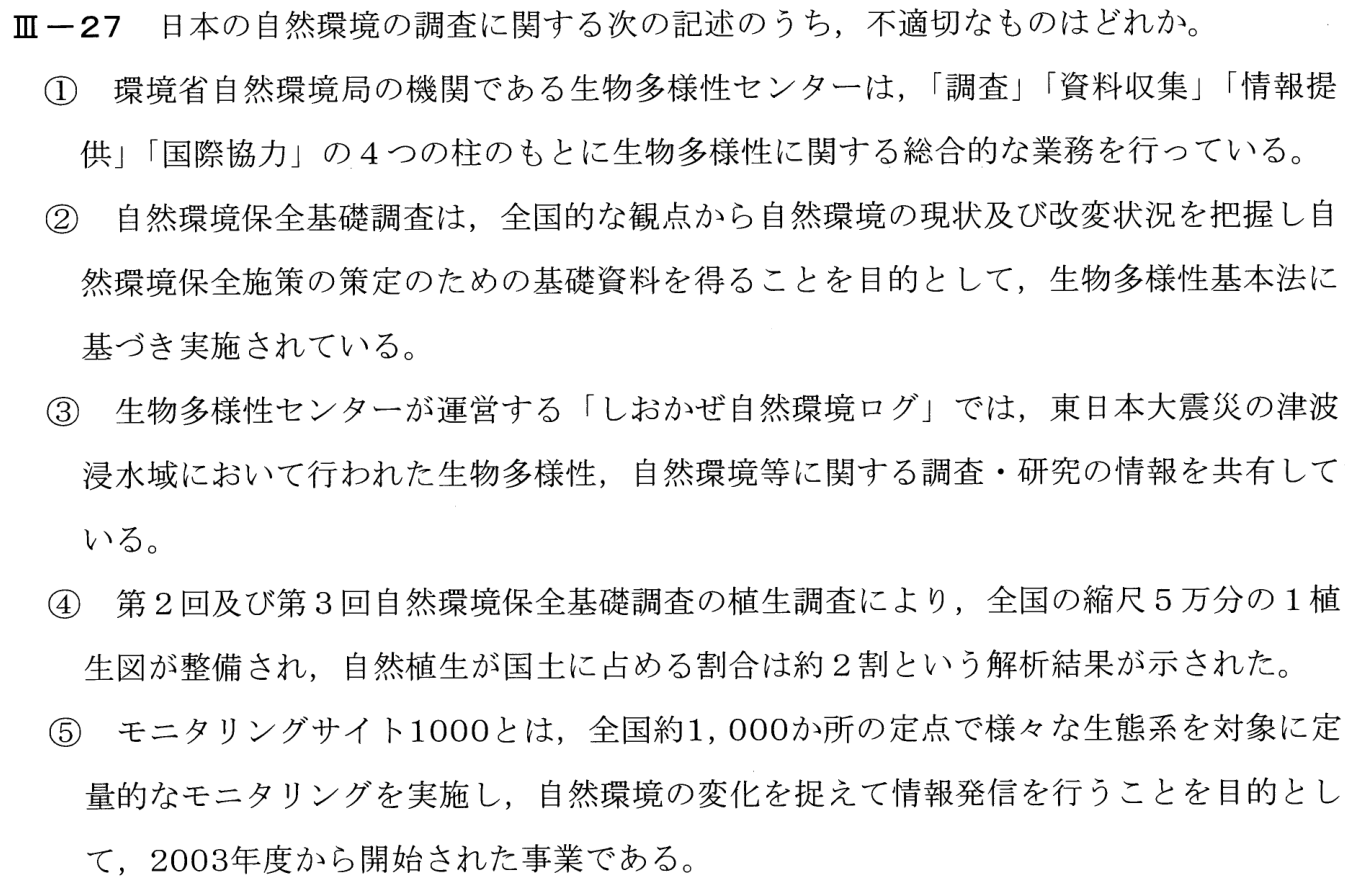 Ⅲ－27　日本の自然環境の調査に関する次の記述のうち，不適切なものはどれか。
①　環境省自然環境局の機関である生物多様性センターは，「調査」「資料収集」「情報提
供」「国際協力」の4つの柱のもとに生物多様性に関する総合的な業務を行っている。
②　自然環境保全基礎調査は，全国的な観点から自然環境の現状及び改変状況を把握し自
然環境保全施策の策定のための基礎資料を得ることを目的として，生物多様性基本法に
基づき実施されている。
③　生物多様性センターが運営する「しおかぜ自然環境ログ」では，東日本大震災の津波
浸水域において行われた生物多様性，自然環境等に関する調査・研究の情報を共有して
いる。
④　第2回及び第3回自然環境保全基礎調査の植生調査により，全国の縮尺5万分の1植
生図が整備され，自然植生が国土に占める割合は約2割という解析結果が示された。
⑤　モニタリングサイト1000とは，全国約1,000か所の定点で様々な生態系を対象に定
量的なモニタリングを実施し，自然環境の変化を捉えて情報発信を行うことを目的とし
て，2003年度から開始された事業である。